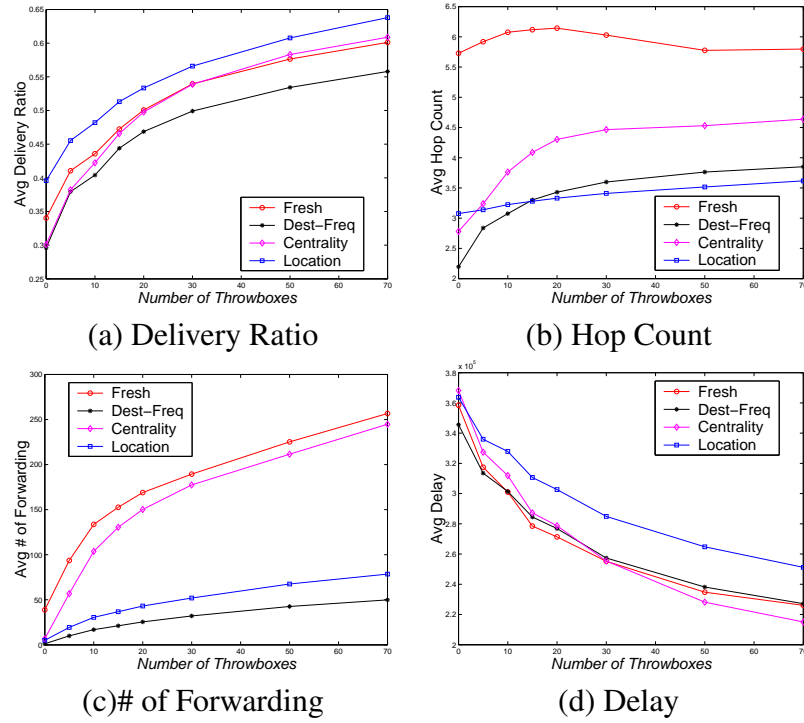 0.65
0.6
0.55
0.5
0.45
0.4
0.35
0.3
0.25
0 10 20 30 40 50 60 70
Avg Delivery Ratio
Number of Throwboxes
Fresh
Dest−Freq
Centrality
Location
(a) Delivery Ratio
6.5
6
5.5
5
4.5
4
3.5
3
2.5
2
0 10 20 30 40 50 60 70
Avg Hop Count
Number of Throwboxes
Fresh
Dest−Freq
Centrality
Location
(b) Hop Count
300
250
200
150
100
50
0
0 10 20 30 40 50 60 70
Avg # of Forwarding
Number of Throwboxes
Fresh
Dest−Freq
Centrality
Location
(c)# of Forwarding
x 10^5
3.8
3.6
3.4
3.2
3
2.8
2.6
2.4
2.2
2
0 10 20 30 40 50 60 70
Avg Delay
Number of Throwboxes
Fresh
Dest−Freq
Centrality
Location
(d) Delay